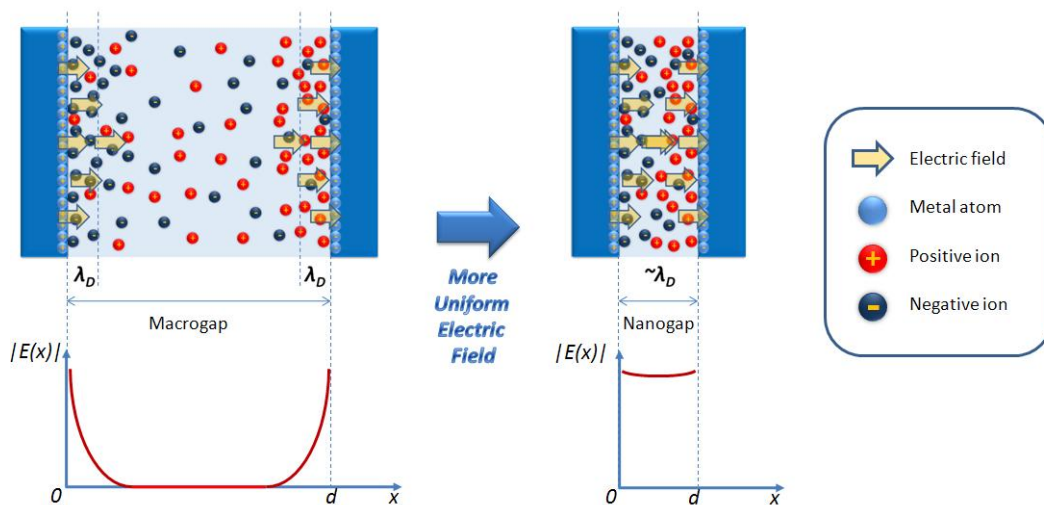 λD
λD
Macrogap
|E(x)|
0
d
x
More
Uniform
Electric
Field
~λD
Nanogap
|E(x)|
0
d
x
Electric field
Metal atom
+
Positive ion
-
Negative ion